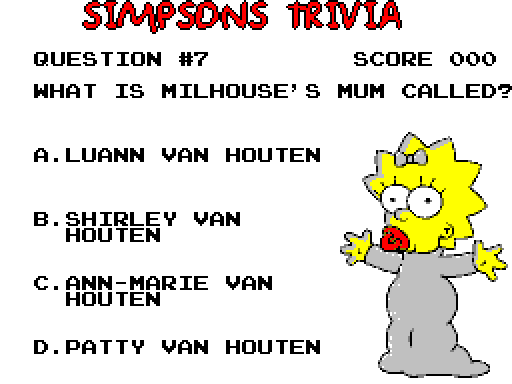 SIMPSONS TRIVIA
QUESTION #7 SCORE 000
WHAT IS MILHOUSE'S MUM CALLED?
A.LUANN VAN HOUTEN
B.SHIRLEY VAN
HOUTEN
C.ANN-MARIE VAN
HOUTEN
D.PATTY VAN HOUTEN